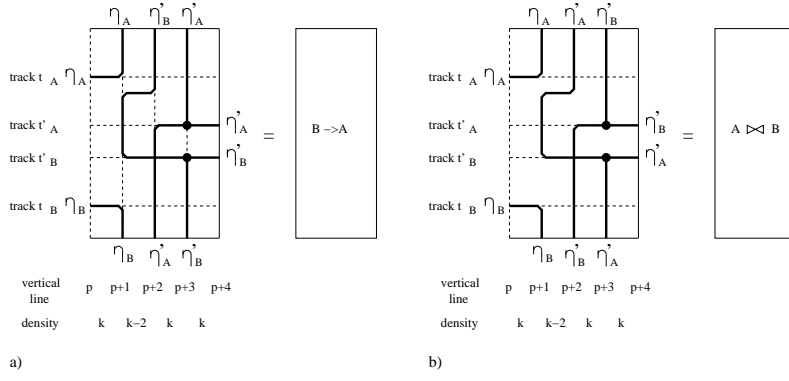 η_A η'_B η'_A
track t_A η_A
track t'_A η'_A
= B ->A
track t'_B η'_B
track t_B η_B
η_B η'_A η'_B
vertical line p p+1 p+2 p+3 p+4
density k k-2 k k
a)
η_A η'_A η'_B
track t_A η_A
track t'_A η'_B
= A ⋈ B
track t'_B η'_A
track t_B η_B
η_B η'_B η'_A
vertical line p p+1 p+2 p+3 p+4
density k k-2 k k
b)